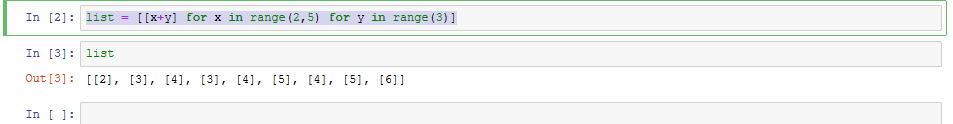 In [2]: list = [[x+y] for x in range(2,5) for y in range(3)]
In [3]: list
Out[3]: [[2], [3], [4], [3], [4], [5], [4], [5], [6]]
In [ ]: